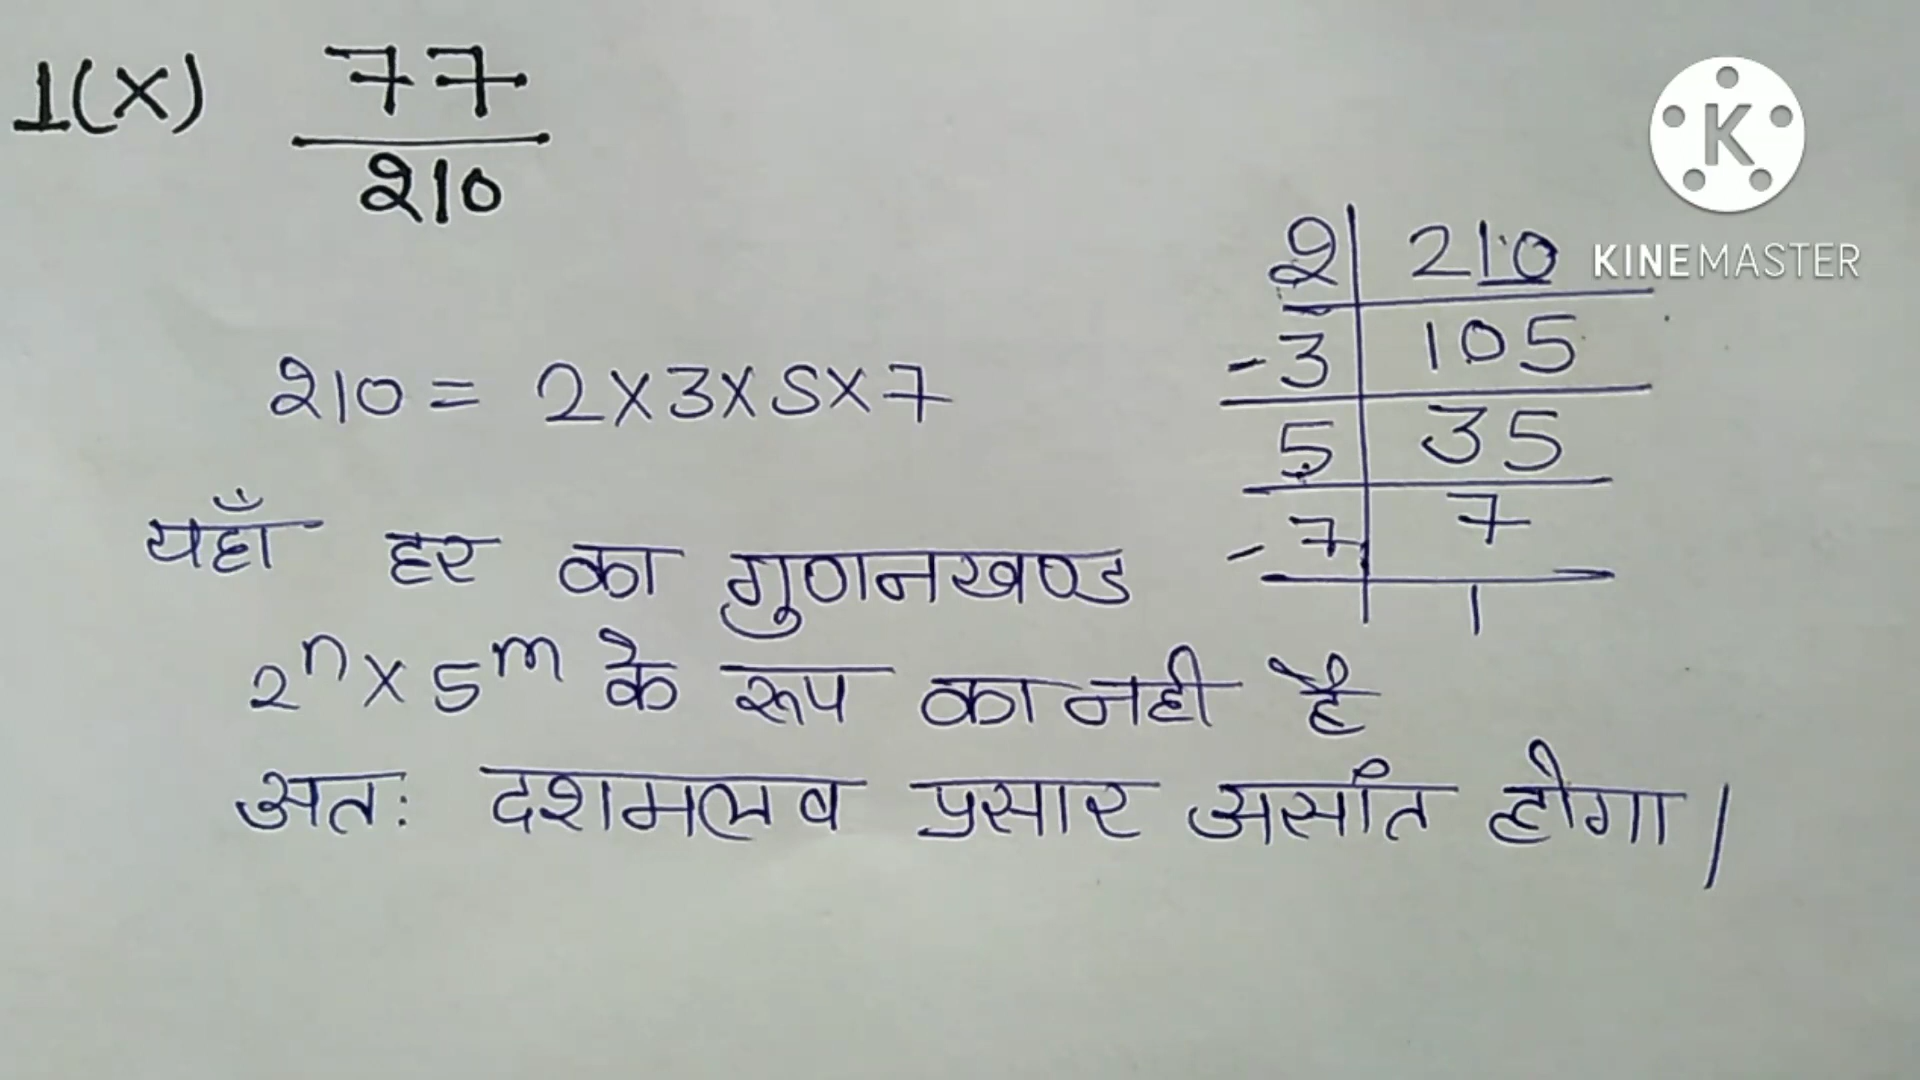 1(x) 77/210
K
KINEMASTER
2 | 210
- 3 | 105
5 | 35
- 7 | 7
1
210 = 2×3×5×7
यहाँ हर का गुणनखण्ड
2ⁿ × 5ᵐ के रूप का नही है
अतः दशमलव प्रसार असांत होगा|